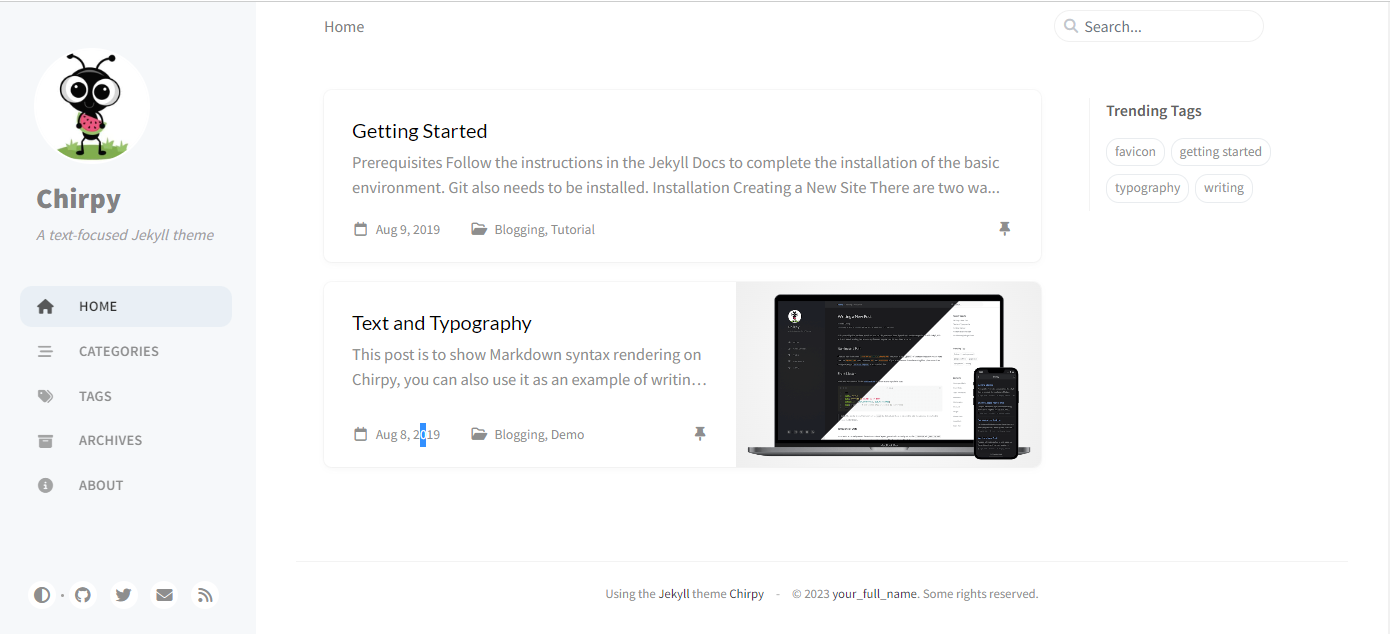 Home
Search...
Chirpy
A text-focused Jekyll theme
HOME
CATEGORIES
TAGS
ARCHIVES
ABOUT
Getting Started
Prerequisites Follow the instructions in the Jekyll Docs to complete the installation of the basic
environment. Git also needs to be installed. Installation Creating a New Site There are two wa...
Aug 9, 2019 Blogging, Tutorial
Text and Typography
This post is to show Markdown syntax rendering on
Chirpy, you can also use it as an example of writin...
Aug 8, 2019 Blogging, Demo
Writing a New Post
Chirpy
Trending Tags
favicon getting started
typography writing
Using the Jekyll theme Chirpy - © 2023 your_full_name. Some rights reserved.